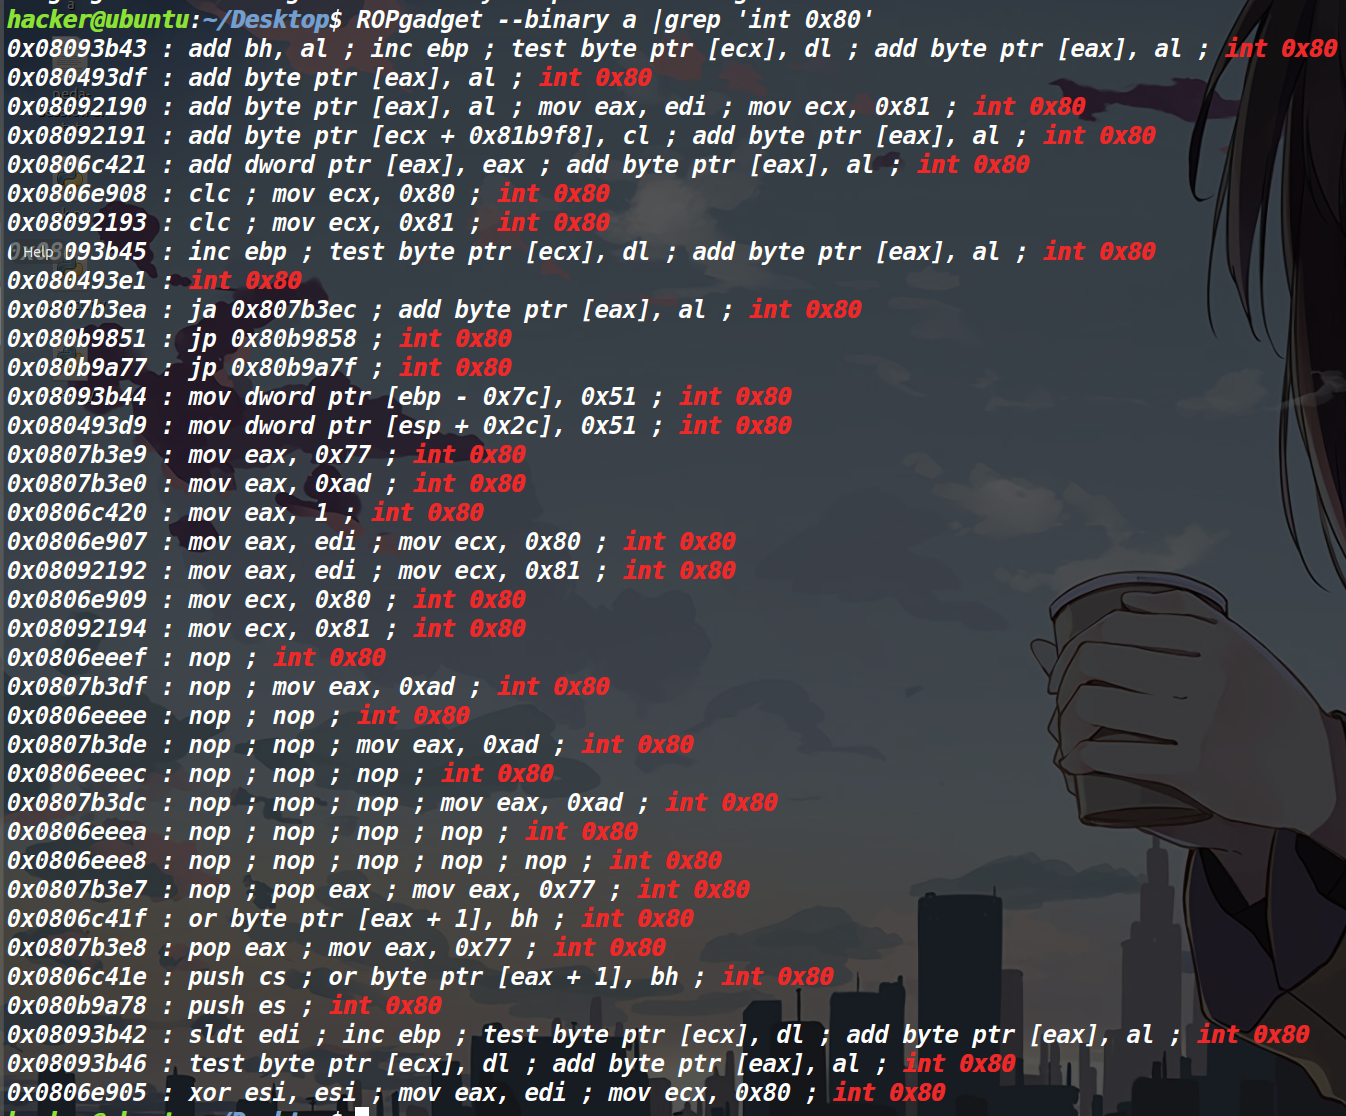 hacker@ubuntu:~/Desktop$ ROPgadget --binary a |grep 'int 0x80'
0x08093b43 : add bh, al ; inc ebp ; test byte ptr [ecx], dl ; add byte ptr [eax], al ; int 0x80
0x080493df : add byte ptr [eax], al ; int 0x80
0x08092190 : add byte ptr [eax], al ; mov eax, edi ; mov ecx, 0x81 ; int 0x80
0x08092191 : add byte ptr [ecx + 0x81b9f8], cl ; add byte ptr [eax], al ; int 0x80
0x0806c421 : add dword ptr [eax], eax ; add byte ptr [eax], al ; int 0x80
0x0806e908 : clc ; mov ecx, 0x80 ; int 0x80
0x08092193 : clc ; mov ecx, 0x81 ; int 0x80
0x08093b45 : inc ebp ; test byte ptr [ecx], dl ; add byte ptr [eax], al ; int 0x80
Help
0x080493e1 : int 0x80
0x0807b3ea : ja 0x807b3ec ; add byte ptr [eax], al ; int 0x80
0x080b9851 : jp 0x80b9858 ; int 0x80
0x080b9a77 : jp 0x80b9a7f ; int 0x80
0x08093b44 : mov dword ptr [ebp - 0x7c], 0x51 ; int 0x80
0x080493d9 : mov dword ptr [esp + 0x2c], 0x51 ; int 0x80
0x0807b3e9 : mov eax, 0x77 ; int 0x80
0x0807b3e0 : mov eax, 0xad ; int 0x80
0x0806c420 : mov eax, 1 ; int 0x80
0x0806e907 : mov eax, edi ; mov ecx, 0x80 ; int 0x80
0x08092192 : mov eax, edi ; mov ecx, 0x81 ; int 0x80
0x0806e909 : mov ecx, 0x80 ; int 0x80
0x08092194 : mov ecx, 0x81 ; int 0x80
0x0806eeef : nop ; int 0x80
0x0807b3df : nop ; mov eax, 0xad ; int 0x80
0x0806eeee : nop ; nop ; int 0x80
0x0807b3de : nop ; nop ; mov eax, 0xad ; int 0x80
0x0806eeec : nop ; nop ; nop ; int 0x80
0x0807b3dc : nop ; nop ; nop ; mov eax, 0xad ; int 0x80
0x0806eeea : nop ; nop ; nop ; nop ; int 0x80
0x0806eee8 : nop ; nop ; nop ; nop ; nop ; int 0x80
0x0807b3e7 : nop ; pop eax ; mov eax, 0x77 ; int 0x80
0x0806c41f : or byte ptr [eax + 1], bh ; int 0x80
0x0807b3e8 : pop eax ; mov eax, 0x77 ; int 0x80
0x0806c41e : push cs ; or byte ptr [eax + 1], bh ; int 0x80
0x080b9a78 : push es ; int 0x80
0x08093b42 : sldt edi ; inc ebp ; test byte ptr [ecx], dl ; add byte ptr [eax], al ; int 0x80
0x08093b46 : test byte ptr [ecx], dl ; add byte ptr [eax], al ; int 0x80
0x0806e905 : xor esi, esi ; mov eax, edi ; mov ecx, 0x80 ; int 0x80